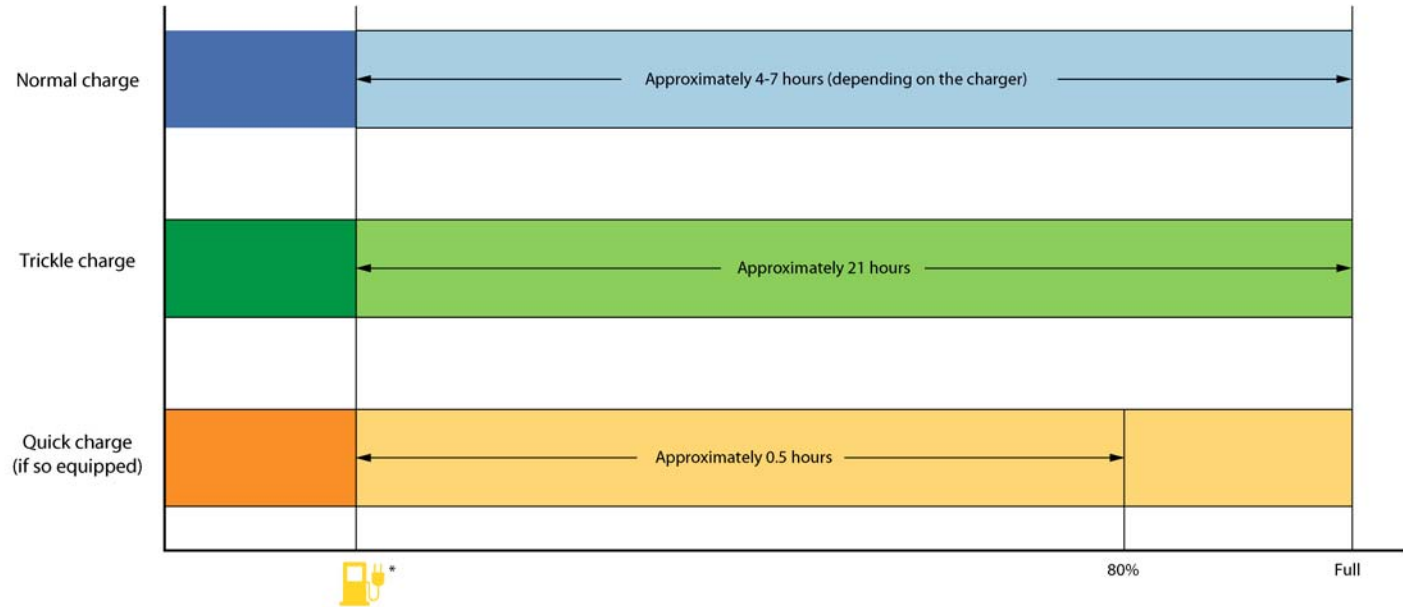 Normal charge
Approximately 4-7 hours (depending on the charger)
Trickle charge
Approximately 21 hours
Quick charge
(if so equipped)
Approximately 0.5 hours
*
80%
Full